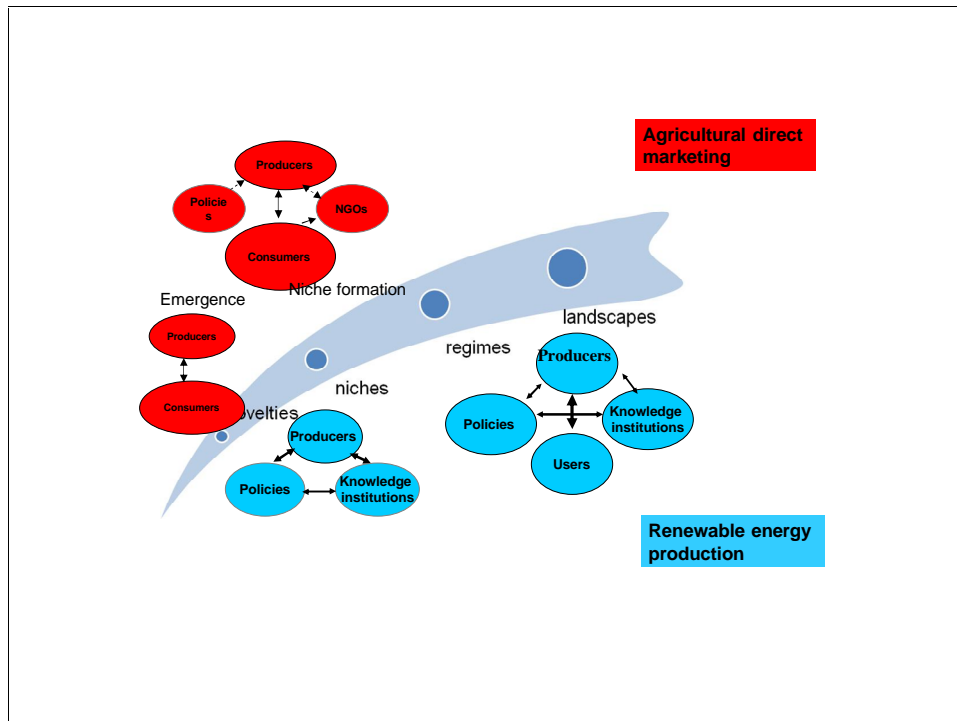 Agricultural direct
marketing
Producers
Policie
s
NGOs
Consumers
Niche formation
Emergence
Producers
Consumers
ovelties
niches
regimes
landscapes
Producers
Policies
Knowledge
institutions
Users
Producers
Policies
Knowledge
institutions
Renewable energy
production